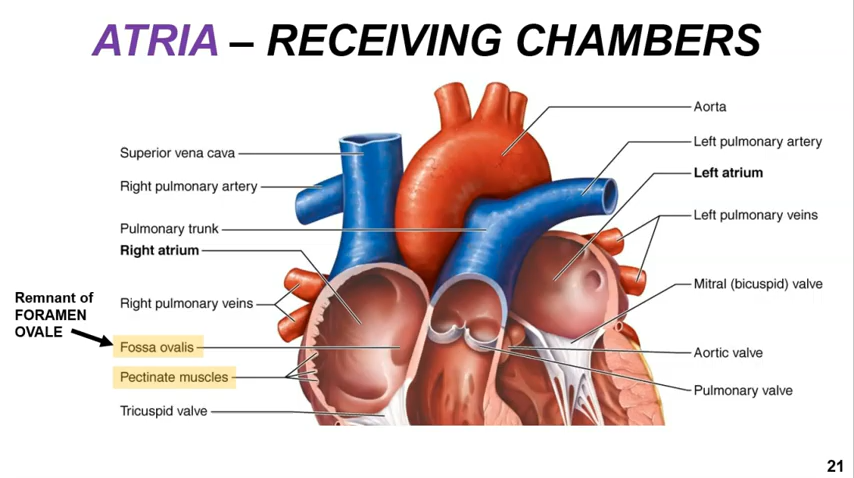 ATRIA – RECEIVING CHAMBERS
Superior vena cava
Right pulmonary artery
Pulmonary trunk
Right atrium
Right pulmonary veins
Remnant of
FORAMEN
OVALE
Fossa ovalis
Pectinate muscles
Tricuspid valve
Aorta
Left pulmonary artery
Left atrium
Left pulmonary veins
Mitral (bicuspid) valve
Aortic valve
Pulmonary valve
21